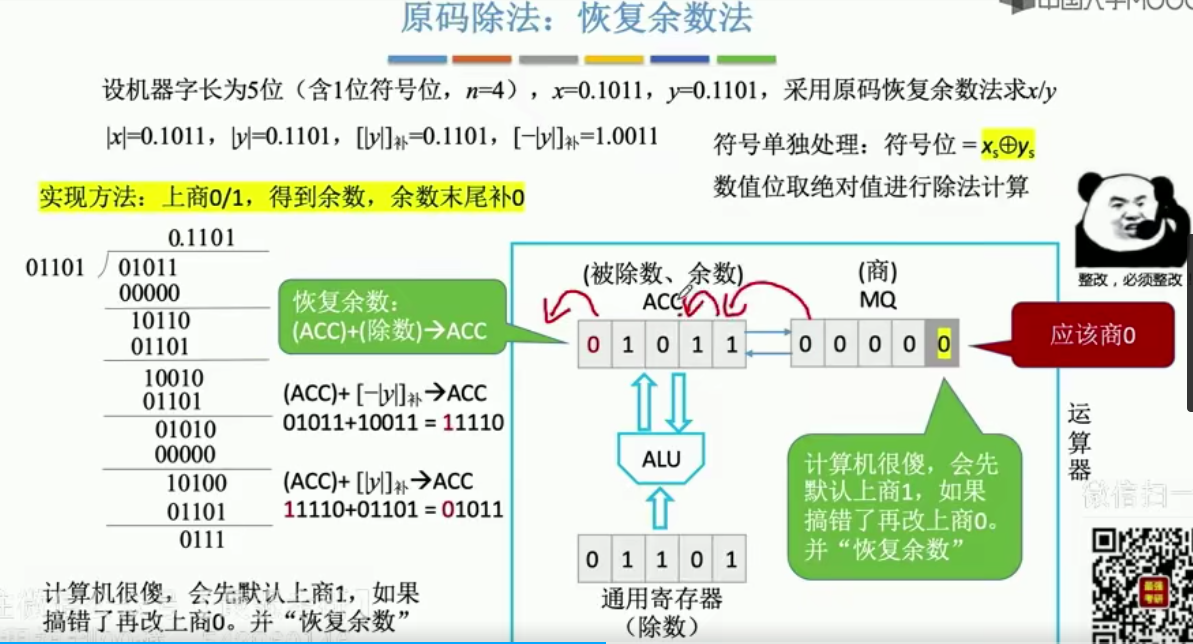 原码除法：恢复余数法
中国大学MOOC
设机器字长为5位（含1位符号位，n=4），x=0.1011，y=0.1101，采用原码恢复余数法求x/y
|x|=0.1011，|y|=0.1101，[|y|]补=0.1101，[−|y|]补=1.0011
符号单独处理：符号位 = xs⊕ys
数值位取绝对值进行除法计算
实现方法：上商0/1，得到余数，余数末尾补0
整改，必须整改
0.1101
01101
01011
00000
10110
01101
10010
01101
01010
00000
10100
01101
0111
恢复余数：
(ACC)+(除数)→ACC
(ACC)+ [−|y|]补→ACC
01011+10011 = 11110
(ACC)+ [|y|]补→ACC
11110+01101 = 01011
(被除数、余数)
ACC
(商)
MQ
0 1 0 1 1
0 0 0 0 0
应该商0
ALU
计算机很傻，会先
默认上商1，如果
搞错了再改上商0。
并“恢复余数”
运
算
器
0 1 1 0 1
通用寄存器
（除数）
微信扫一
最强
考研
计算机很傻，会先默认上商1，如果
搞错了再改上商0。并“恢复余数”